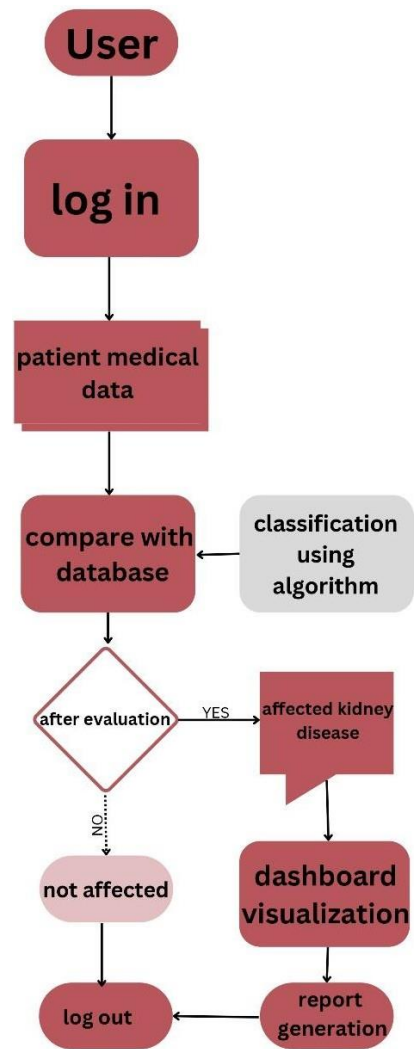 User
log in
patient medical
data
compare with
database
classification
using
algorithm
after evaluation
YES
affected kidney
disease
NO
not affected
dashboard
visualization
log out
report
generation